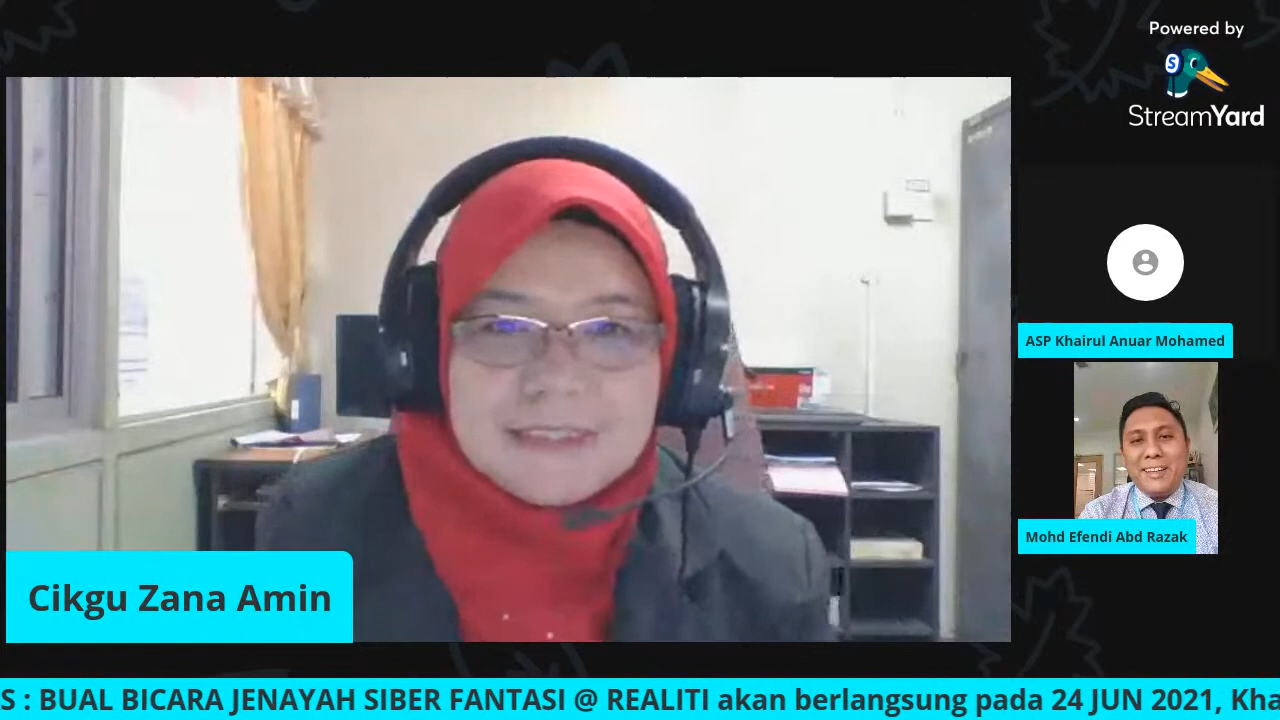 Powered by
StreamYard
ASP Khairul Anuar Mohamed
Mohd Efendi Abd Razak
Cikgu Zana Amin
S : BUAL BICARA JENAYAH SIBER FANTASI @ REALITI akan berlangsung pada 24 JUN 2021, Kha